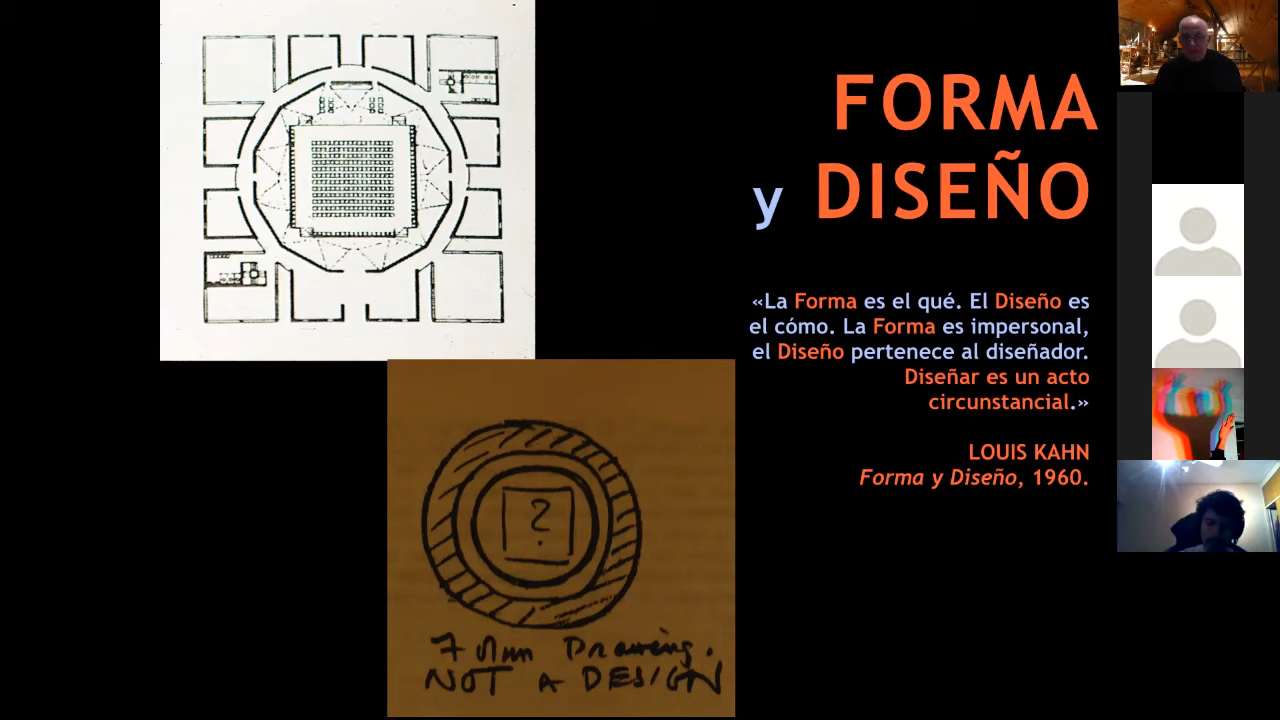 FORMA
y DISEÑO
«La Forma es el qué. El Diseño es
el cómo. La Forma es impersonal,
el Diseño pertenece al diseñador.
Diseñar es un acto
circunstancial.»
LOUIS KAHN
Forma y Diseño, 1960.
?
Form Drawing.
NOT A DESIGN